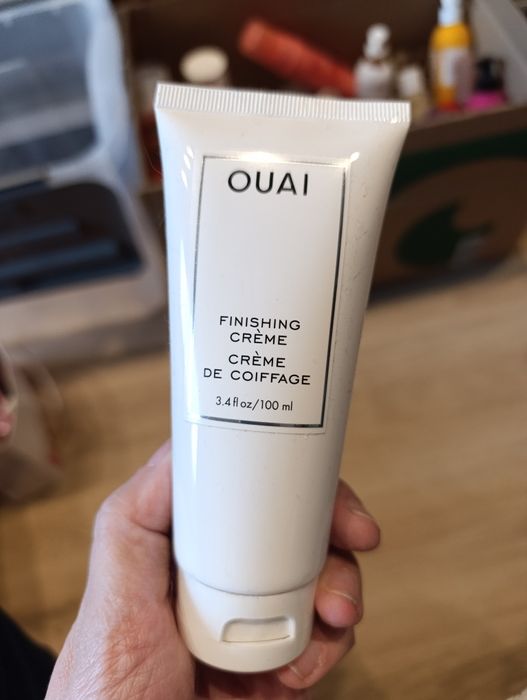 OUAI
FINISHING
CRÈME
CRÈME
DE COIFFAGE
3.4 fl oz/100 ml